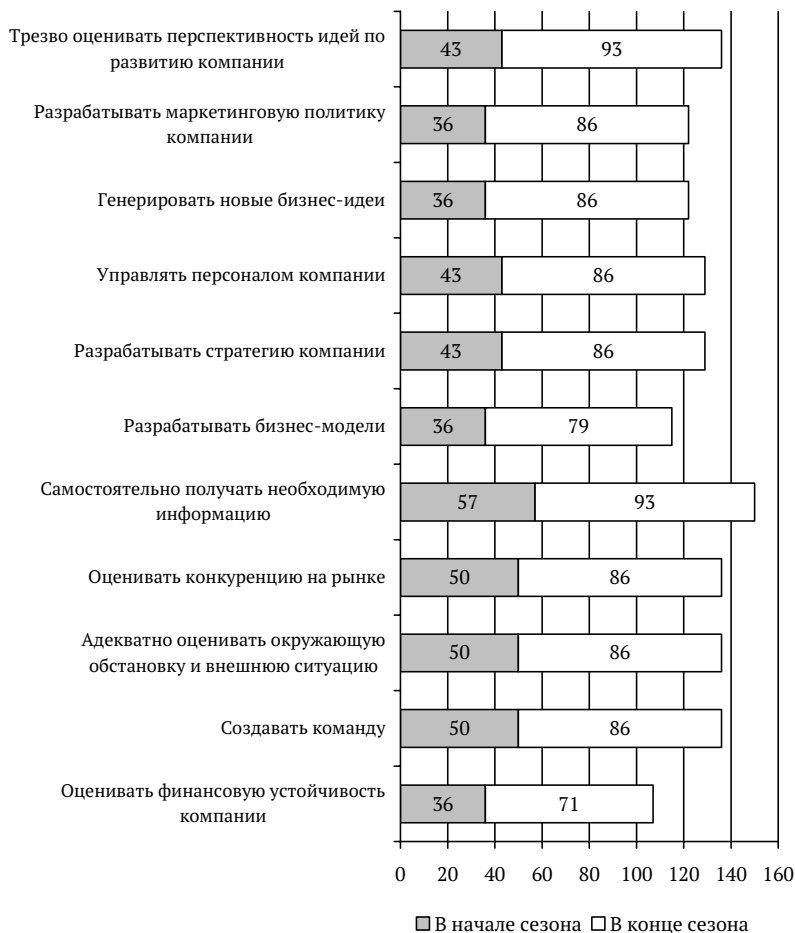 Трезво оценивать перспективность идей по
развитию компании
43 93
Разрабатывать маркетинговую политику
компании
36 86
Генерировать новые бизнес-идеи
36 86
Управлять персоналом компании
43 86
Разрабатывать стратегию компании
43 86
Разрабатывать бизнес-модели
36 79
Самостоятельно получать необходимую
информацию
57 93
Оценивать конкуренцию на рынке
50 86
Адекватно оценивать окружающую
обстановку и внешнюю ситуацию
50 86
Создавать команду
50 86
Оценивать финансовую устойчивость
компании
36 71
0 20 40 60 80 100 120 140 160
В начале сезона В конце сезона